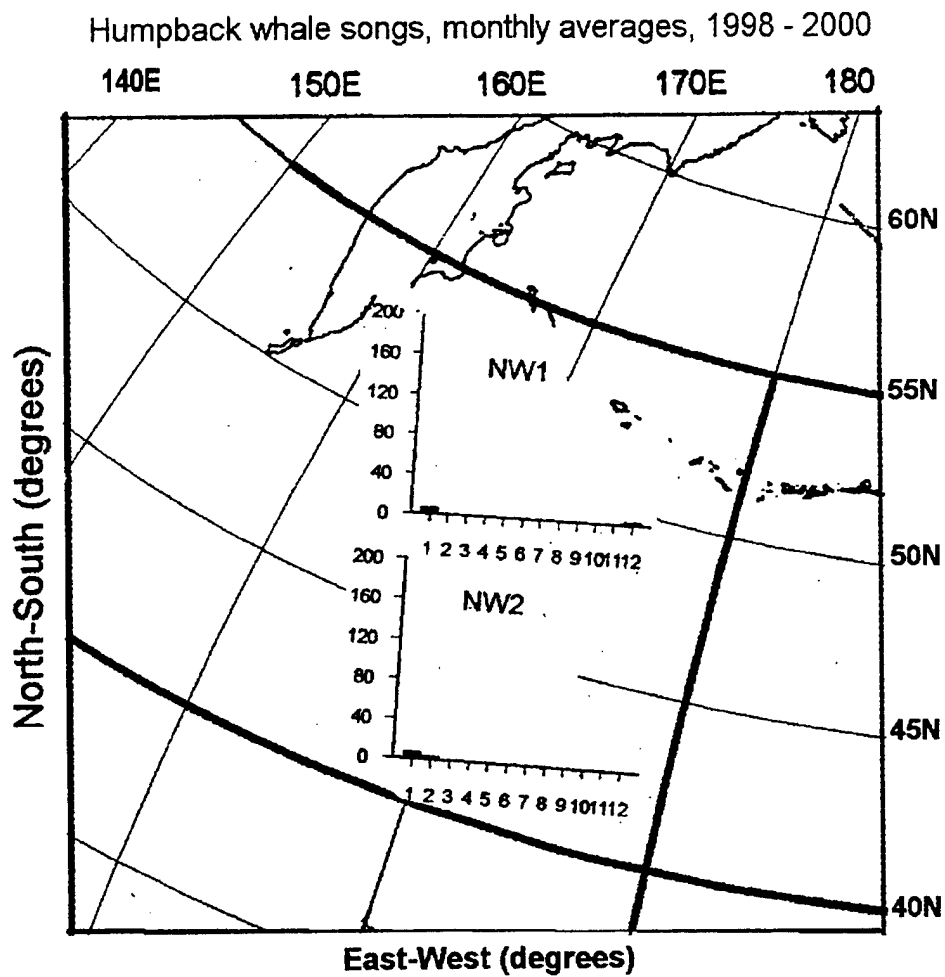 Humpback whale songs, monthly averages, 1998 - 2000
140E 150E 160E 170E 180
60N
55N
50N
45N
40N
North-South (degrees)
200
160
120
80
40
0
NW1
1 2 3 4 5 6 7 8 9 10 11 12
200
160
120
80
40
0
NW2
1 2 3 4 5 6 7 8 9 10 11 12
East-West (degrees)